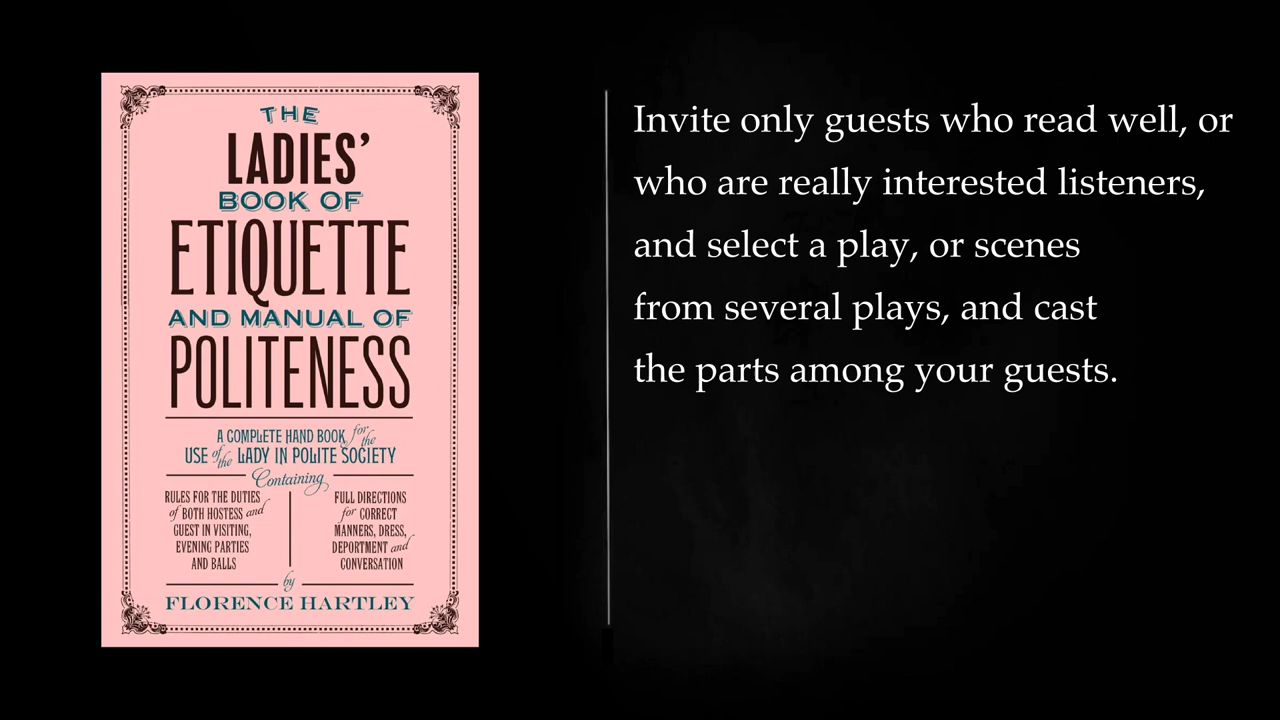 THE
LADIES'
BOOK OF
ETIQUETTE
AND MANUAL OF
POLITENESS
A COMPLETE HAND BOOK for the
USE of the LADY IN POLITE SOCIETY
Containing
RULES FOR THE DUTIES
of BOTH HOSTESS and
GUEST IN VISITING,
EVENING PARTIES
AND BALLS
FULL DIRECTIONS
for CORRECT
MANNERS, DRESS,
DEPORTMENT and
CONVERSATION
by
FLORENCE HARTLEY
Invite only guests who read well, or
who are really interested listeners,
and select a play, or scenes
from several plays, and cast
the parts among your guests.